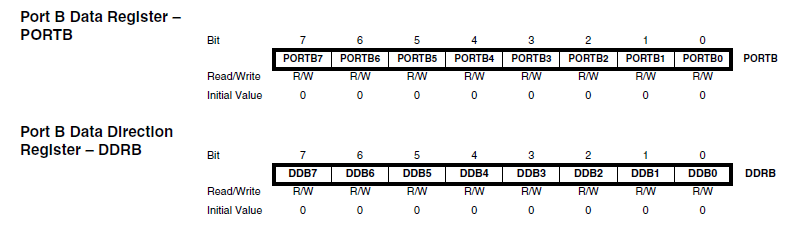 Port B Data Register –
PORTB
Bit 7 6 5 4 3 2 1 0
PORTB7 PORTB6 PORTB5 PORTB4 PORTB3 PORTB2 PORTB1 PORTB0 PORTB
Read/Write R/W R/W R/W R/W R/W R/W R/W R/W
Initial Value 0 0 0 0 0 0 0 0
Port B Data Direction
Register – DDRB
Bit 7 6 5 4 3 2 1 0
DDB7 DDB6 DDB5 DDB4 DDB3 DDB2 DDB1 DDB0 DDRB
Read/Write R/W R/W R/W R/W R/W R/W R/W R/W
Initial Value 0 0 0 0 0 0 0 0